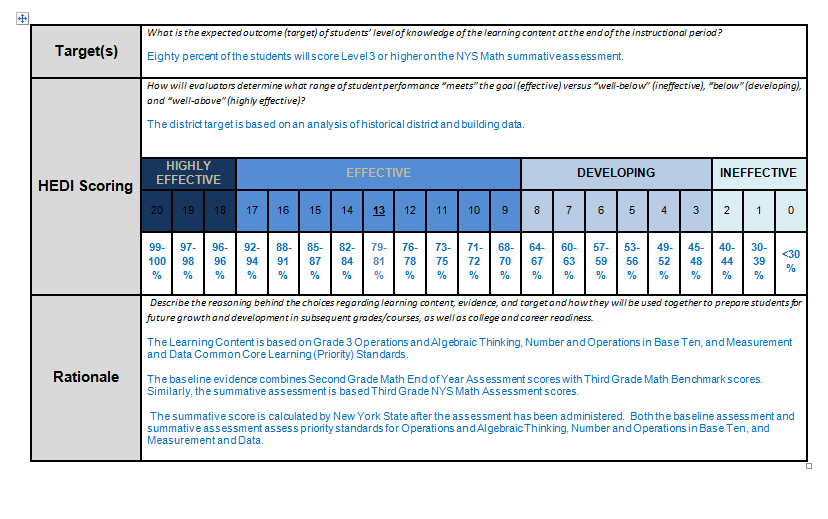 Target(s)
What is the expected outcome (target) of students' level of knowledge of the learning content at the end of the instructional period?
Eighty percent of the students will score Level 3 or higher on the NYS Math summative assessment.
HEDI Scoring
How will evaluators determine what range of student performance "meets" the goal (effective) versus "well-below" (ineffective), "below" (developing),
and "well-above" (highly effective)?
The district target is based on an analysis of historical district and building data.
HIGHLY
EFFECTIVE
EFFECTIVE
DEVELOPING
INEFFECTIVE
20 19 18 17 16 15 14 13 12 11 10 9 8 7 6 5 4 3 2 1 0
99- 97- 96- 92- 88- 85- 82- 79- 76- 73- 71- 68- 64- 60- 57- 53- 49- 45- 40- 30- <30
100 98 96 94 91 87 84 81 78 75 72 70 67 63 59 56 52 48 44 39 %
% % % % % % % % % % % % % % % % % % % %
Rationale
Describe the reasoning behind the choices regarding learning content, evidence, and target and how they will be used together to prepare students for
future growth and development in subsequent grades/courses, as well as college and career readiness.
The Learning Content is based on Grade 3 Operations and Algebraic Thinking, Number and Operations in Base Ten, and Measurement
and Data Common Core Learning (Priority) Standards.
The baseline evidence combines Second Grade Math End of Year Assessment scores with Third Grade Math Benchmark scores.
Similarly, the summative assessment is based Third Grade NYS Math Assessment scores.
The summative score is calculated by New York State after the assessment has been administered. Both the baseline assessment and
summative assessment assess priority standards for Operations and Algebraic Thinking, Number and Operations in Base Ten, and
Measurement and Data.